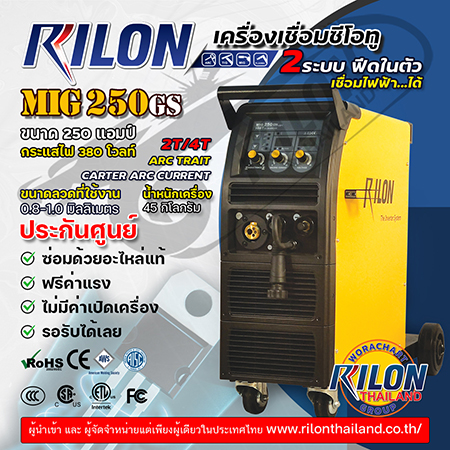 RILON
เครื่องเชื่อมซีโอทู
2ระบบ ฟีดในตัว
เชื่อมไฟฟ้า...ได้
MIG 250GS
ขนาด 250 แอมป์
กระแสไฟ 380 โวลท์
2T/4T
ARC TRAIT
CARTER ARC CURRENT
ขนาดลวดที่ใช้งาน
0.8-1.0 มิลลิเมตร
น้ำหนักเครื่อง
45 กิโลกรัม
ประกันศูนย์
ซ่อมด้วยอะไหล่แท้
ฟรีค่าแรง
ไม่มีค่าเปิดเครื่อง
รอรับได้เลย
RILON
RoHS CE AWS
American Welding Society
CCC SA US ETL US
Intertek
WORACHART
RILON
THAILAND
GROUP
ผู้นำเข้า และ ผู้จัดจำหน่ายแต่เพียงผู้เดียวในประเทศไทย www.rilonthailand.co.th/